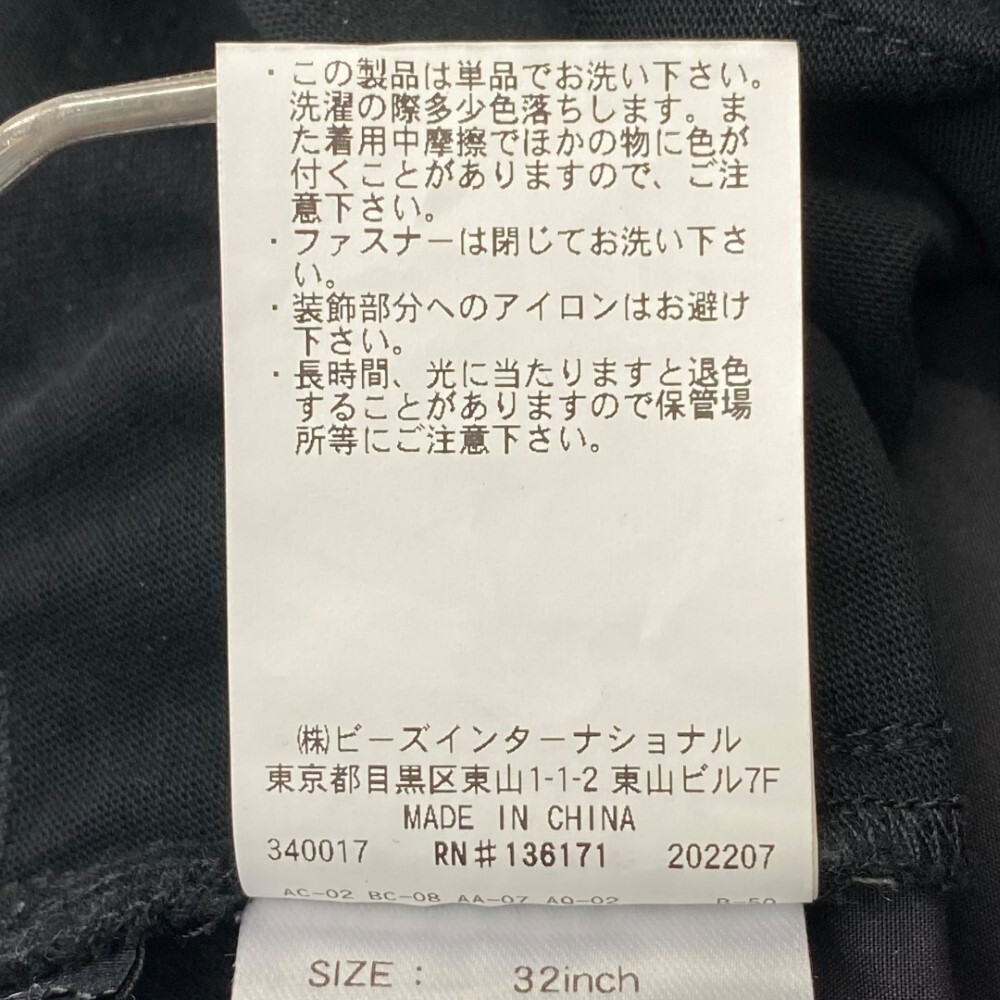 ・この製品は単品でお洗い下さい。
洗濯の際多少色落ちします。ま
た着用中摩擦でほかの物に色が
付くことがありますので、ご注
意下さい。
・ファスナーは閉じてお洗い下さ
い。
・装飾部分へのアイロンはお避け
下さい。
・長時間、光に当たりますと退色
することがありますので保管場
所等にご注意下さい。
㈱ビーズインターナショナル
東京都目黒区東山1-1-2 東山ビル7F
MADE IN CHINA
340017 RN#136171 202207
AC-02 BC-08 AA-07 AO-02
SIZE : 32inch